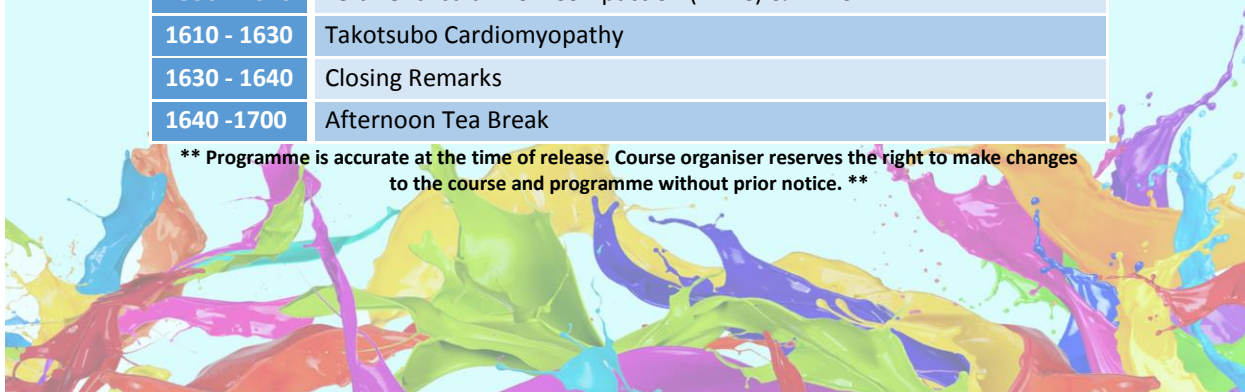 1610 - 1630 Takotsubo Cardiomyopathy
1630 - 1640 Closing Remarks
1640 -1700 Afternoon Tea Break
** Programme is accurate at the time of release. Course organiser reserves the right to make changes
to the course and programme without prior notice. **